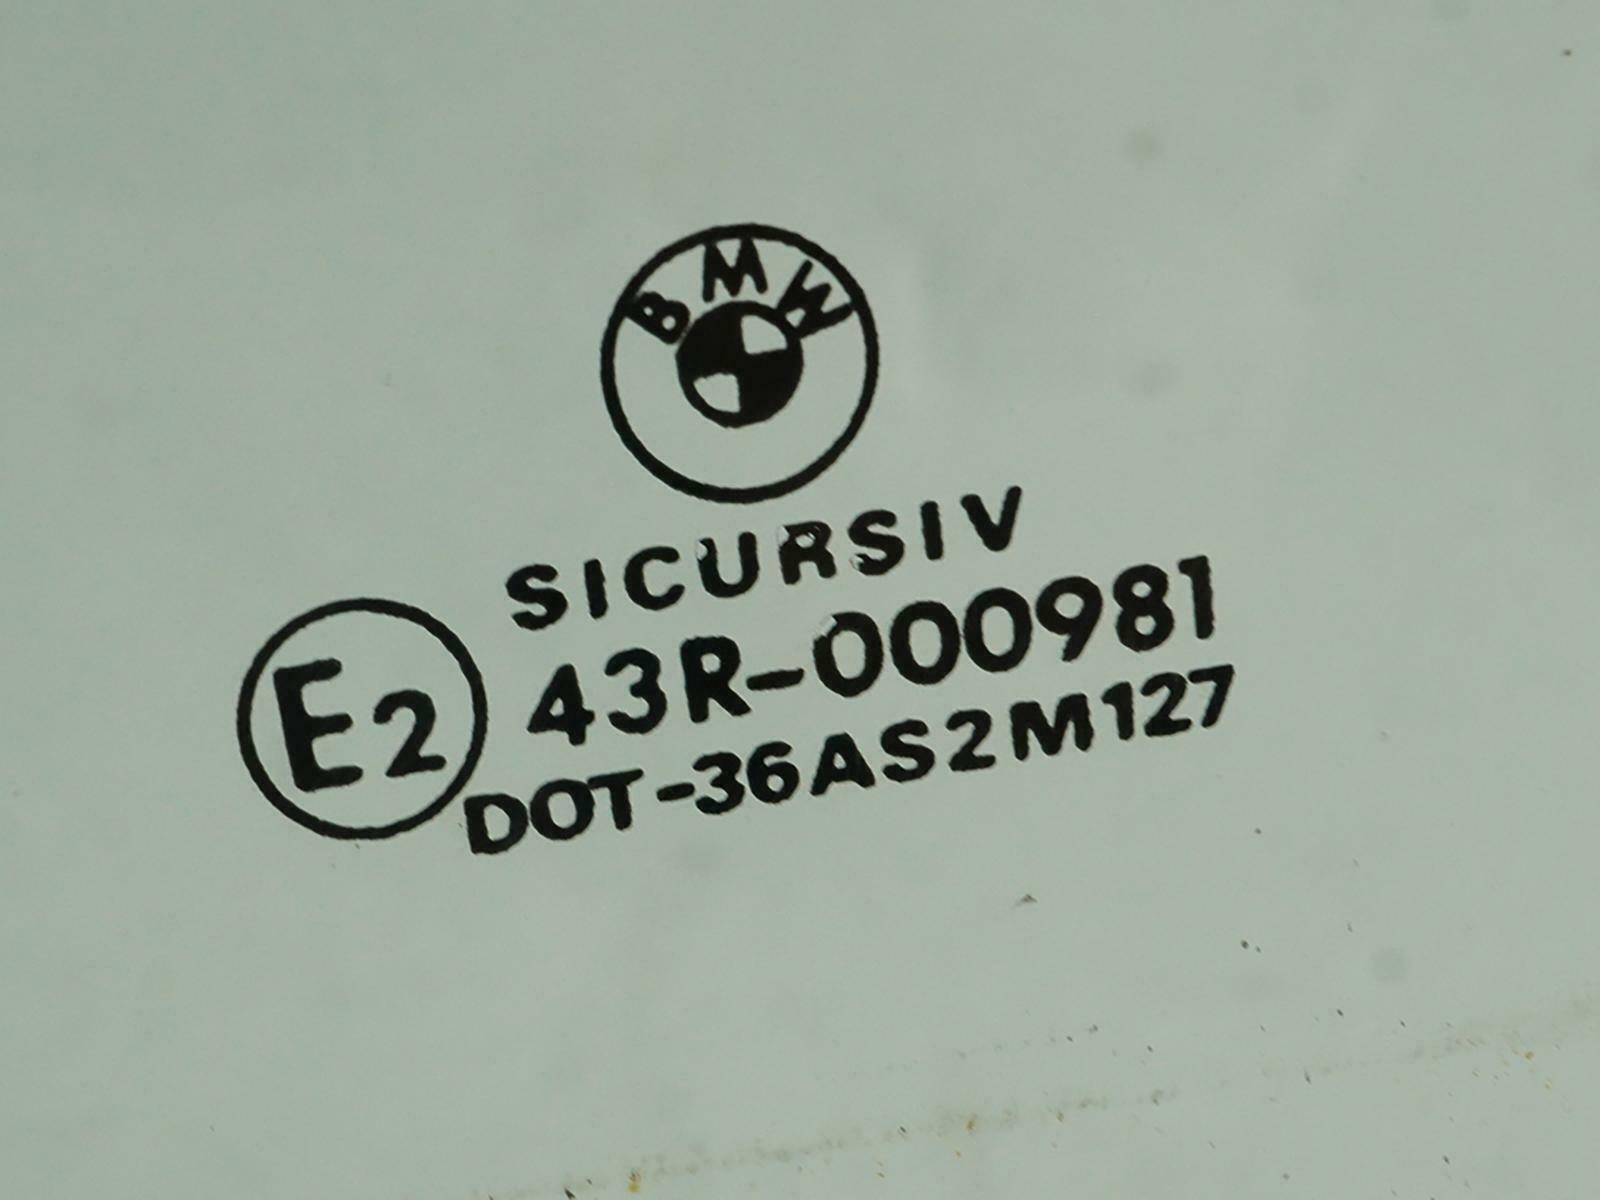 BMW
SICURSIV
E2
43R-000981
DOT-36AS2M127